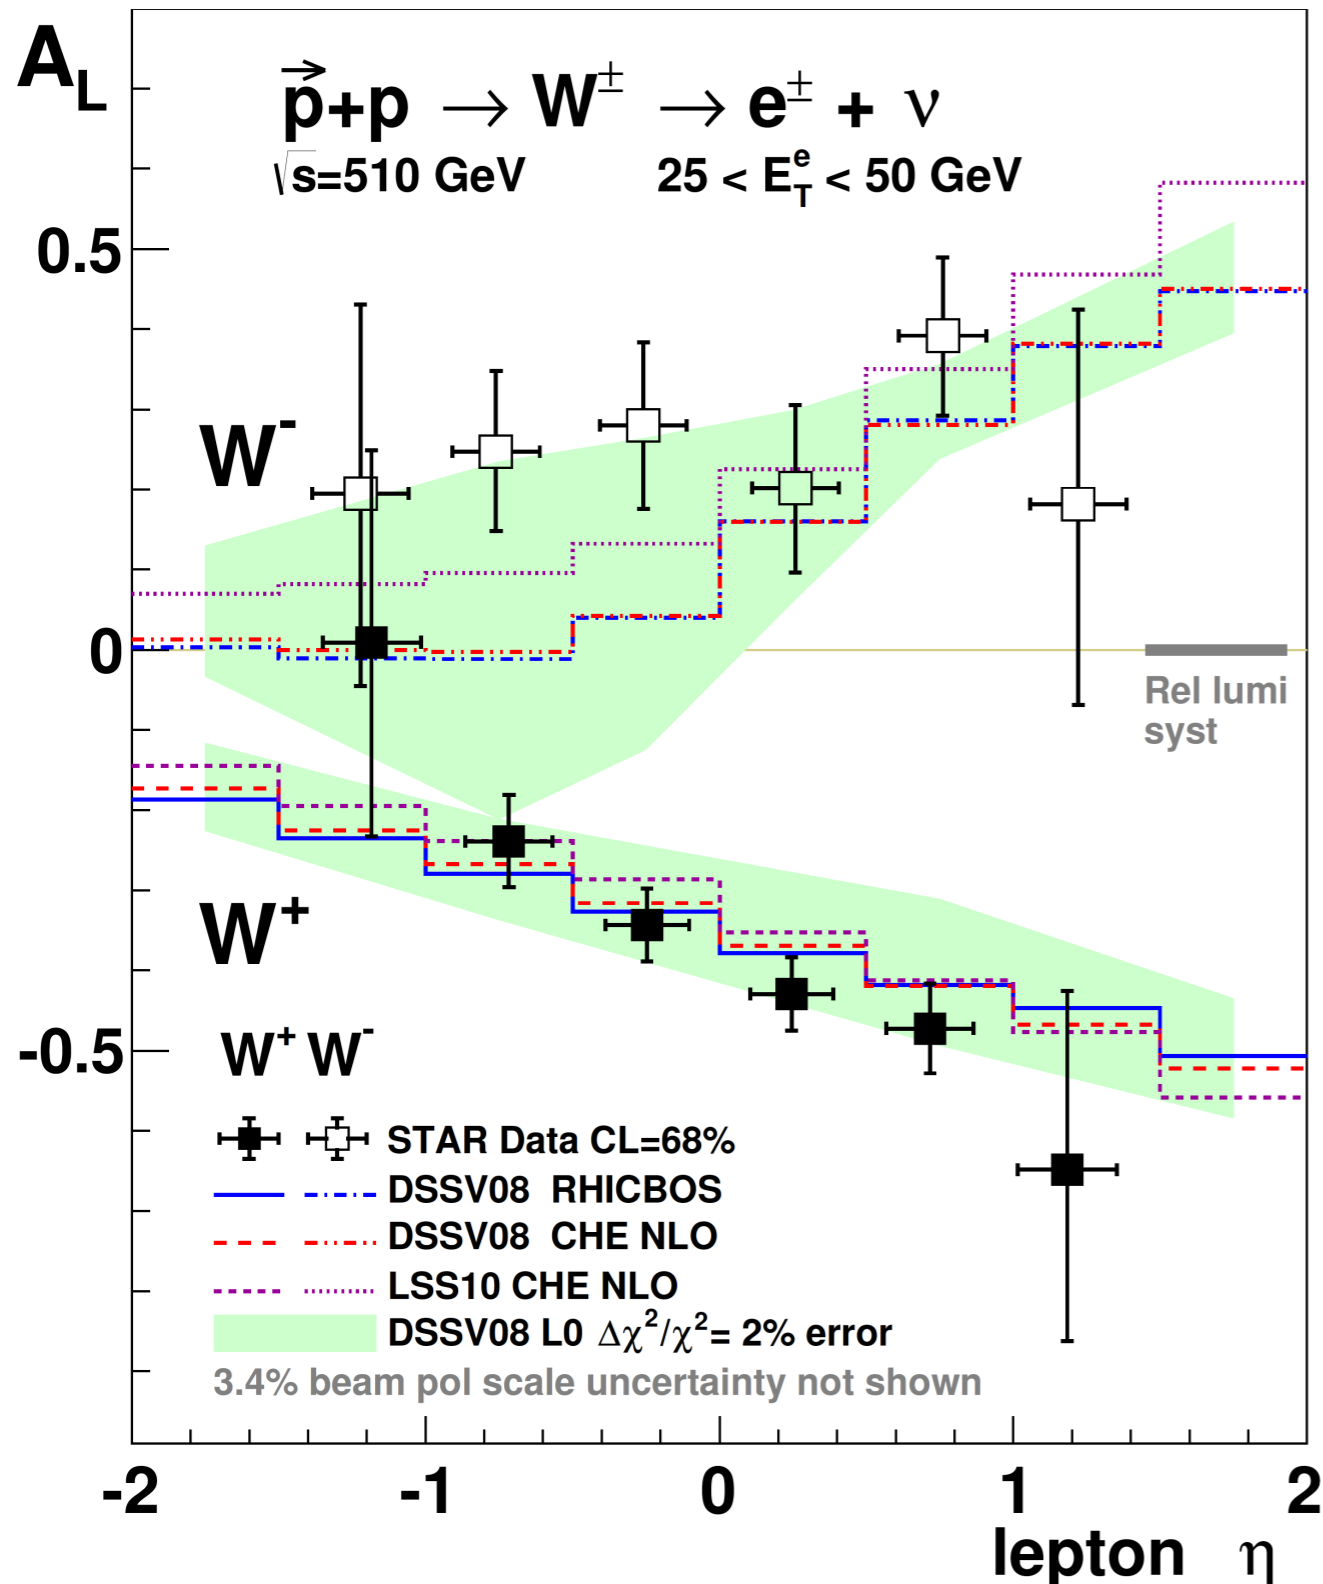 A_L
p⃗+p → W^± → e^± + ν
√s=510 GeV 25 < E_T^e < 50 GeV
0.5
W^-
0
Rel lumi
syst
W^+
-0.5
W^+ W^-
STAR Data CL=68%
DSSV08 RHICBOS
DSSV08 CHE NLO
LSS10 CHE NLO
DSSV08 L0 Δχ²/χ²= 2% error
3.4% beam pol scale uncertainty not shown
-2 -1 0 1 2
lepton η